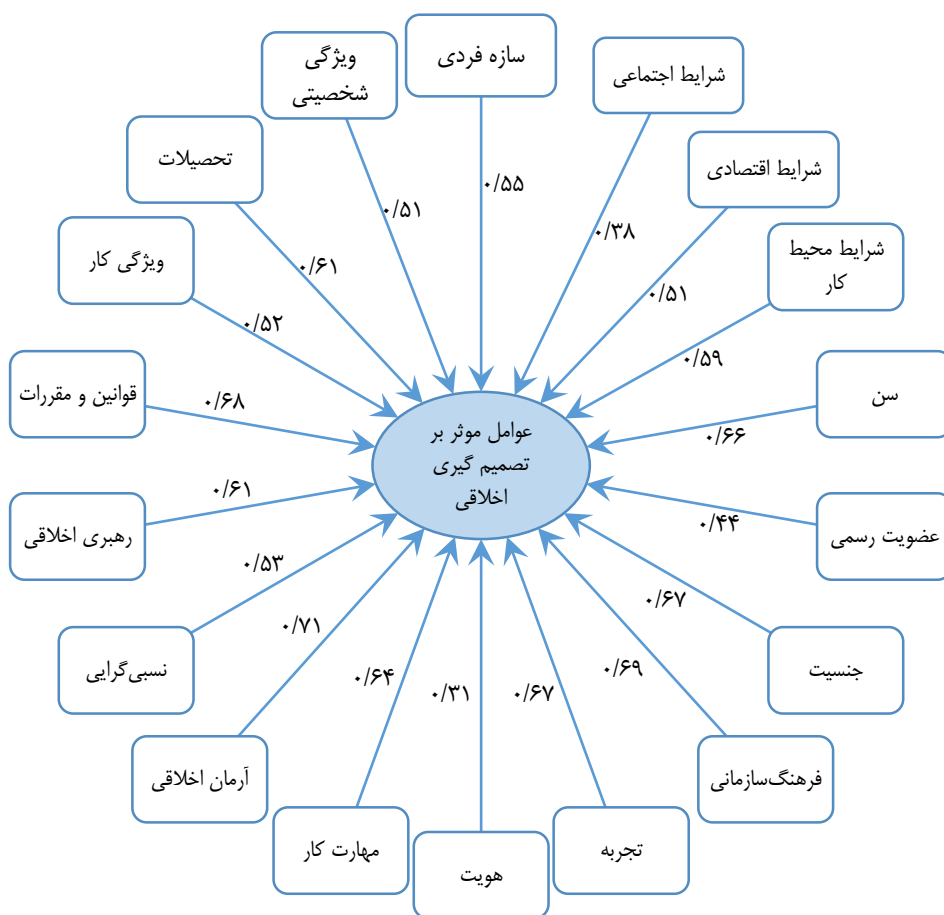 سازه فردی
۰/۵۵
شرایط اجتماعی
۰/۳۸
شرایط اقتصادی
۰/۵۱
شرایط محیط
کار
۰/۵۹
سن
۰/۶۶
عضویت رسمی
۰/۴۴
جنسیت
۰/۶۷
فرهنگ‌سازمانی
۰/۶۹
تجربه
۰/۶۷
هویت
۰/۳۱
مهارت کار
۰/۶۴
آرمان اخلاقی
۰/۷۱
نسبی‌گرایی
۰/۵۳
رهبری اخلاقی
۰/۶۱
قوانین و مقررات
۰/۶۸
ویژگی کار
۰/۵۲
تحصیلات
۰/۶۱
ویژگی
شخصیتی
۰/۵۱
عوامل موثر بر
تصمیم گیری
اخلاقی